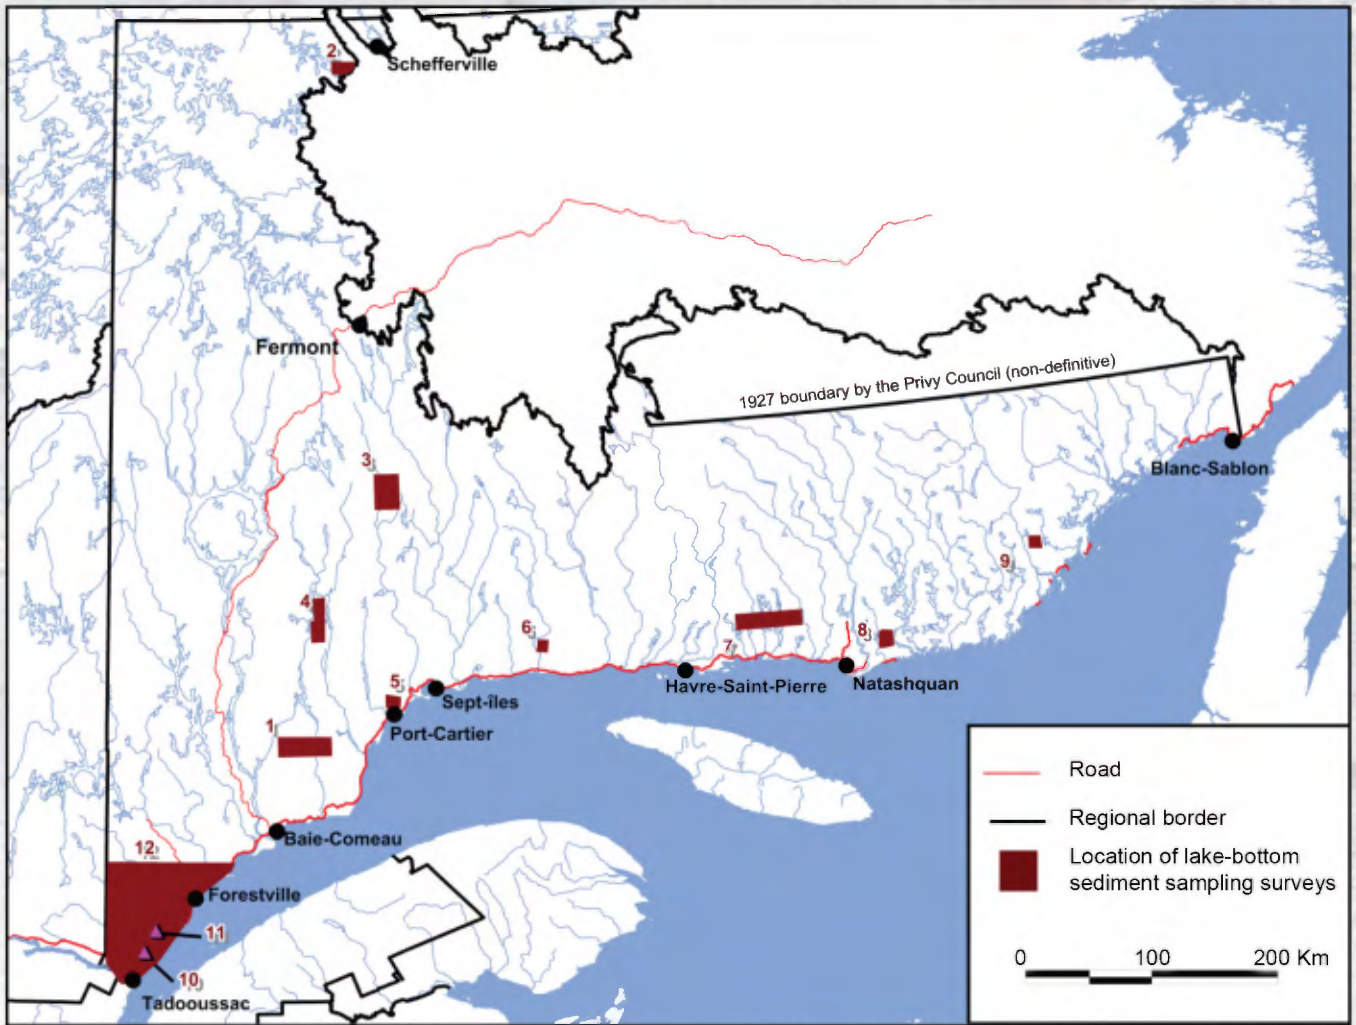 2
Schefferville
Fermont
1927 boundary by the Privy Council (non-definitive)
Blanc-Sablon
3
9
4
6
8
7
5
Sept-îles
Havre-Saint-Pierre
Natashquan
Port-Cartier
1
Baie-Comeau
12
Forestville
11
10
Tadooussac
Road
Regional border
Location of lake-bottom
sediment sampling surveys
0 100 200 Km